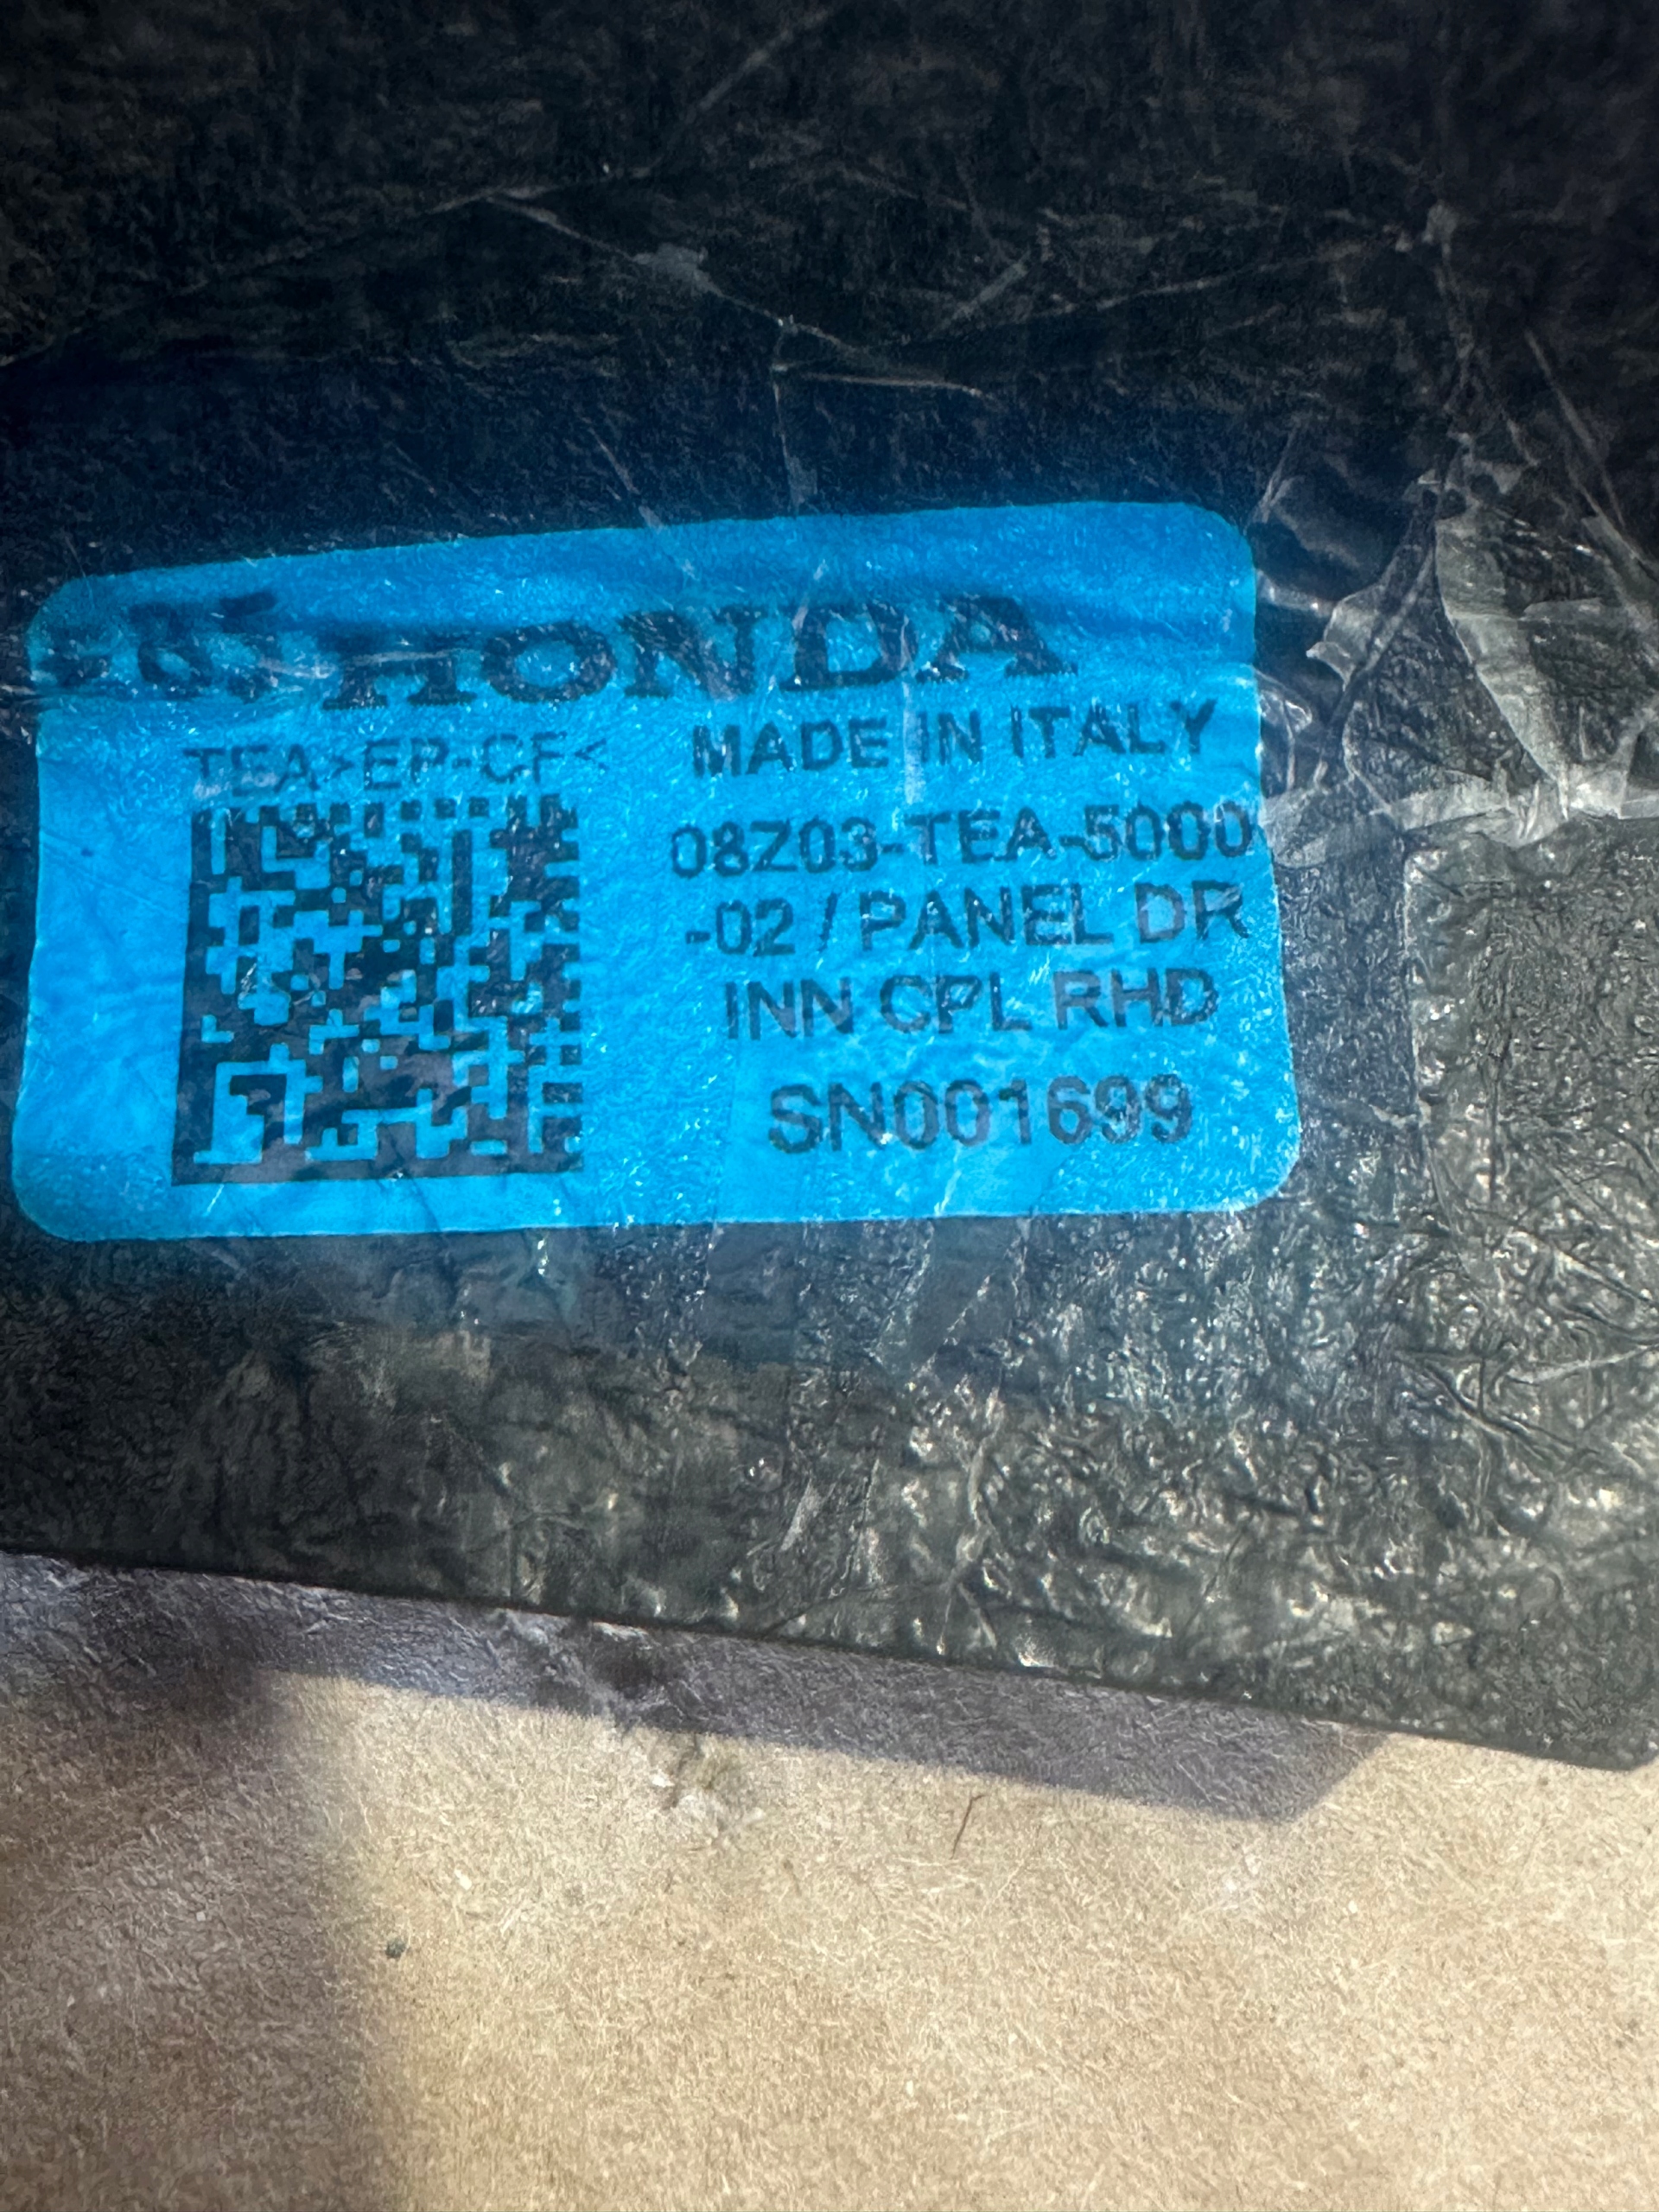 HONDA
TEA>EP-CF<
MADE IN ITALY
08Z03-TEA-5000
-02 / PANEL DR
INN CPL RHD
SN001699